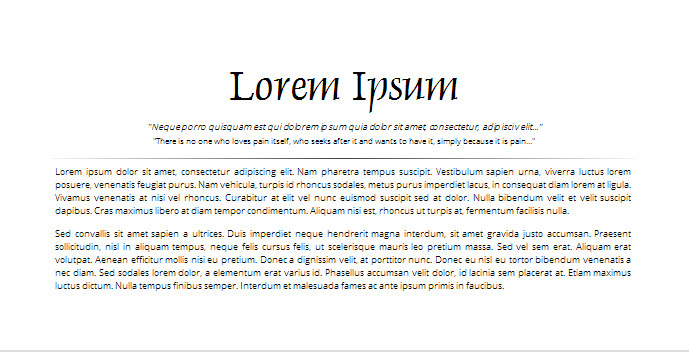 Lorem Ipsum
"Neque porro quisquam est qui dolorem ipsum quia dolor sit amet, consectetur, adipisci velit..."
"There is no one who loves pain itself, who seeks after it and wants to have it, simply because it is pain..."
Lorem ipsum dolor sit amet, consectetur adipiscing elit. Nam pharetra tempus suscipit. Vestibulum sapien urna, viverra luctus lorem
posuere, venenatis feugiat purus. Nam vehicula, turpis id rhoncus sodales, metus purus imperdiet lacus, in consequat diam lorem at ligula.
Vivamus venenatis at nisi vel rhoncus. Curabitur at elit vel nunc euismod suscipit sed at dolor. Nulla bibendum velit et velit suscipit
dapibus. Cras maximus libero at diam tempor condimentum. Aliquam nisi est, rhoncus ut turpis at, fermentum facilisis nulla.
Sed convallis sit amet sapien a ultrices. Duis imperdiet neque hendrerit magna interdum, sit amet gravida justo accumsan. Praesent
sollicitudin, nisl in aliquam tempus, neque felis cursus felis, ut scelerisque mauris leo pretium massa. Sed vel sem erat. Aliquam erat
volutpat. Aenean efficitur mollis nisi eu pretium. Donec a dignissim velit, at porttitor nunc. Donec eu nisl eu tortor bibendum venenatis a
nec diam. Sed sodales lorem dolor, a elementum erat varius id. Phasellus accumsan velit dolor, id lacinia sem placerat at. Etiam maximus
luctus dictum. Nulla tempus finibus semper. Interdum et malesuada fames ac ante ipsum primis in faucibus.